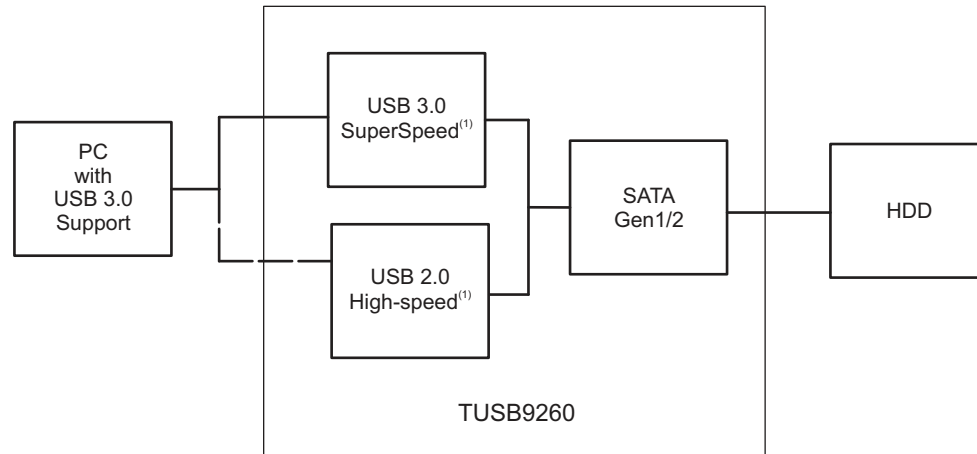 PC
with
USB 3.0
Support
USB 3.0
SuperSpeed(1)
USB 2.0
High-speed(1)
SATA
Gen1/2
HDD
TUSB9260